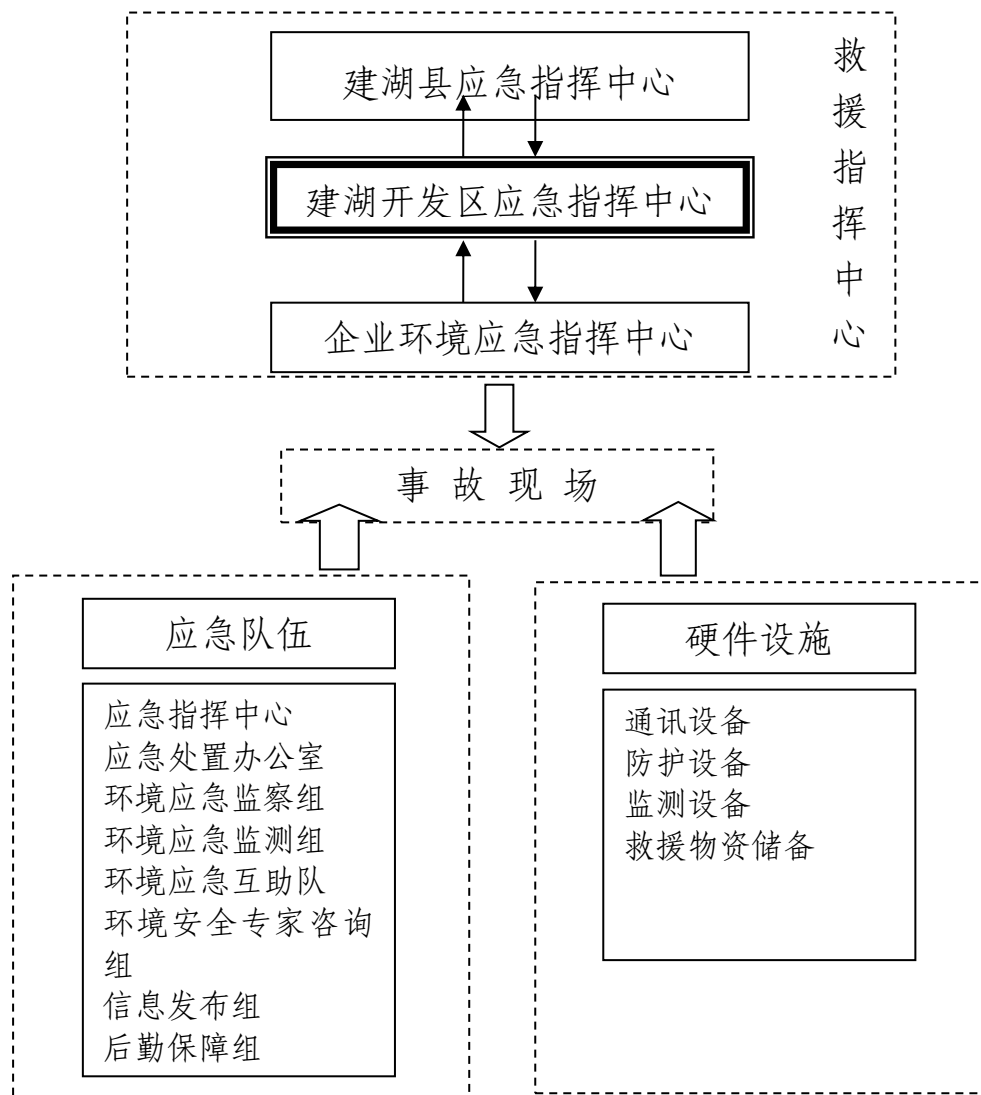 建湖县应急指挥中心
建湖开发区应急指挥中心
企业环境应急指挥中心
救援指挥中心
事故现场
应急队伍
应急指挥中心
应急处置办公室
环境应急监察组
环境应急监测组
环境应急互助队
环境安全专家咨询
组
信息发布组
后勤保障组
硬件设施
通讯设备
防护设备
监测设备
救援物资储备